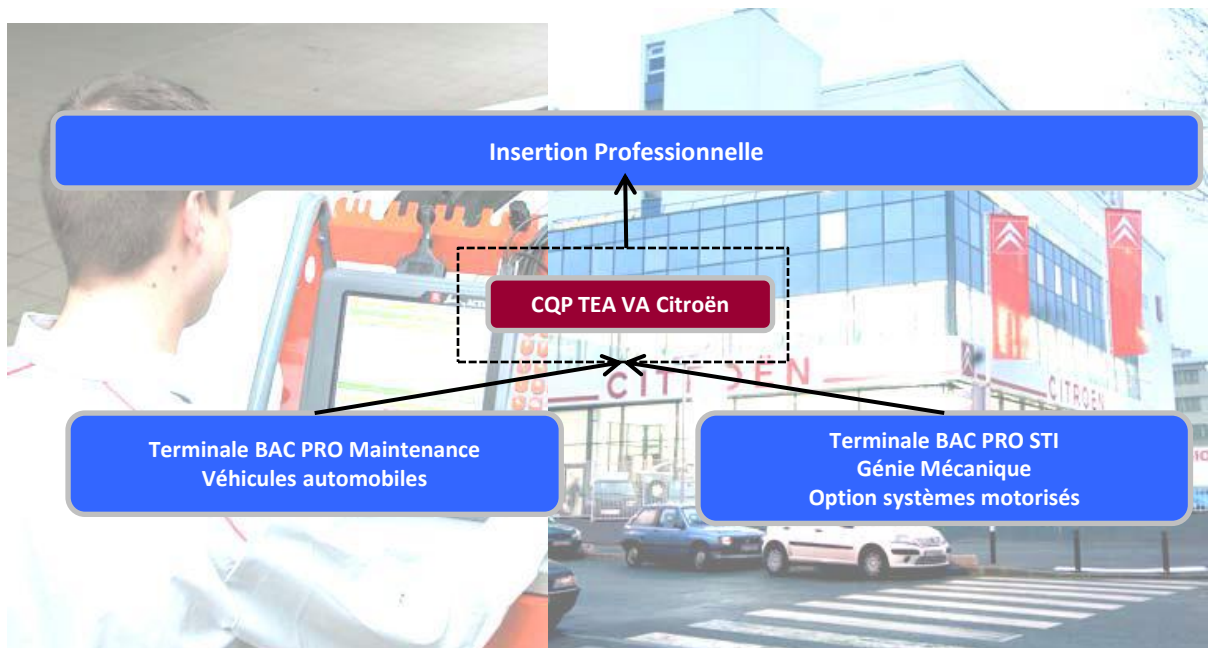 Insertion Professionnelle
CQP TEA VA Citroën
CITROËN
CITROËN
Terminale BAC PRO Maintenance
Véhicules automobiles
Terminale BAC PRO STI
Génie Mécanique
Option systèmes motorisés